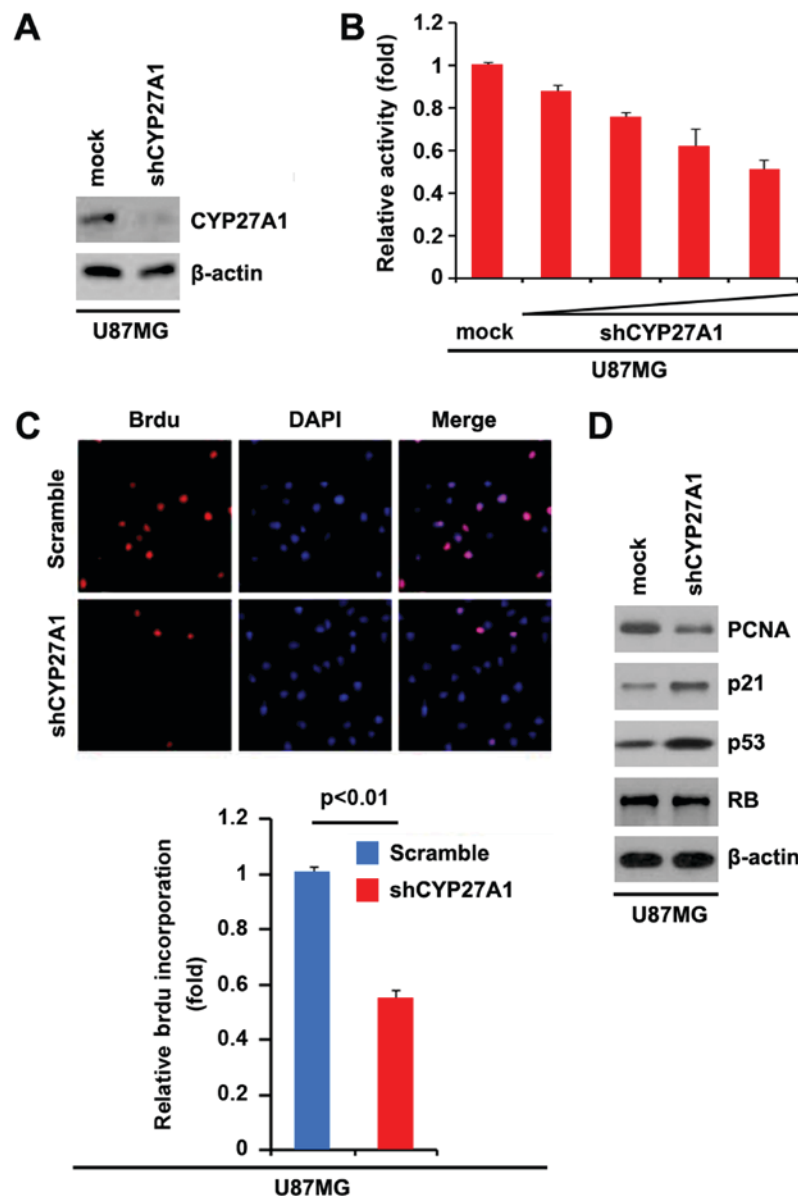 A
mock
shCYP27A1
CYP27A1
β-actin
U87MG
B
Relative activity (fold)
1.2
1
0.8
0.6
0.4
0.2
0
mock
shCYP27A1
U87MG
C
Brdu DAPI Merge
Scramble
shCYP27A1
p<0.01
Scramble
shCYP27A1
Relative brdu incorporation
(fold)
1.2
1
0.8
0.6
0.4
0.2
0
U87MG
D
mock
shCYP27A1
PCNA
p21
p53
RB
β-actin
U87MG